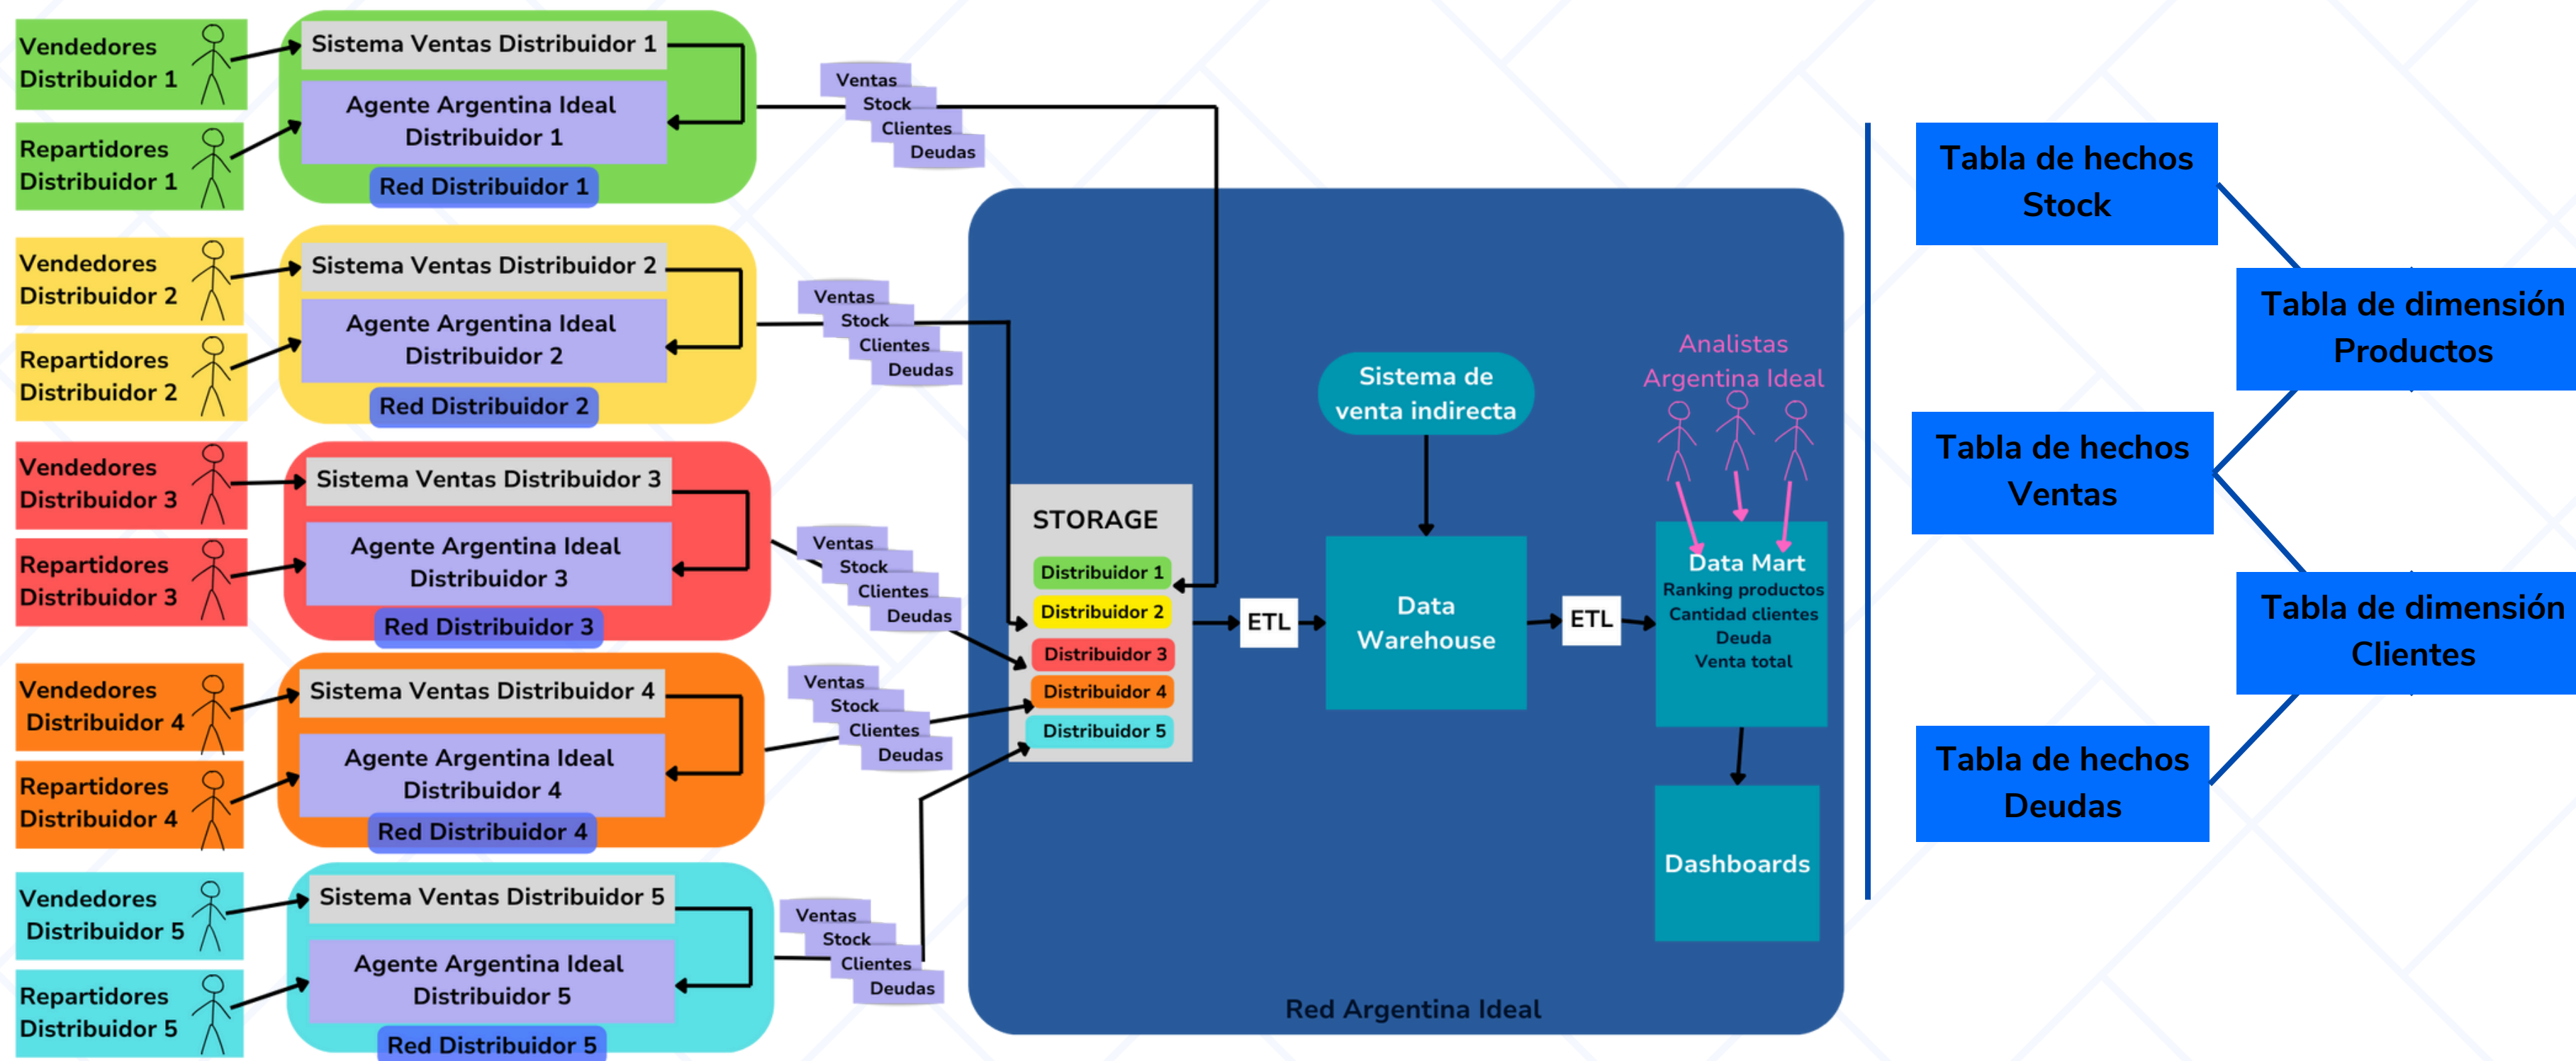 Vendedores
Distribuidor 1
Repartidores
Distribuidor 1
Sistema Ventas Distribuidor 1
Agente Argentina Ideal
Distribuidor 1
Red Distribuidor 1
Ventas
Stock
Clientes
Deudas
Vendedores
Distribuidor 2
Repartidores
Distribuidor 2
Sistema Ventas Distribuidor 2
Agente Argentina Ideal
Distribuidor 2
Red Distribuidor 2
Ventas
Stock
Clientes
Deudas
Vendedores
Distribuidor 3
Repartidores
Distribuidor 3
Sistema Ventas Distribuidor 3
Agente Argentina Ideal
Distribuidor 3
Red Distribuidor 3
Ventas
Stock
Clientes
Deudas
Vendedores
Distribuidor 4
Repartidores
Distribuidor 4
Sistema Ventas Distribuidor 4
Agente Argentina Ideal
Distribuidor 4
Red Distribuidor 4
Ventas
Stock
Clientes
Deudas
Vendedores
Distribuidor 5
Repartidores
Distribuidor 5
Sistema Ventas Distribuidor 5
Agente Argentina Ideal
Distribuidor 5
Red Distribuidor 5
Ventas
Stock
Clientes
Deudas
STORAGE
Distribuidor 1
Distribuidor 2
Distribuidor 3
Distribuidor 4
Distribuidor 5
ETL
Sistema de
venta indirecta
Data
Warehouse
ETL
Analistas
Argentina Ideal
Data Mart
Ranking productos
Cantidad clientes
Deuda
Venta total
Dashboards
Red Argentina Ideal
Tabla de hechos
Stock
Tabla de dimensión
Productos
Tabla de hechos
Ventas
Tabla de dimensión
Clientes
Tabla de hechos
Deudas